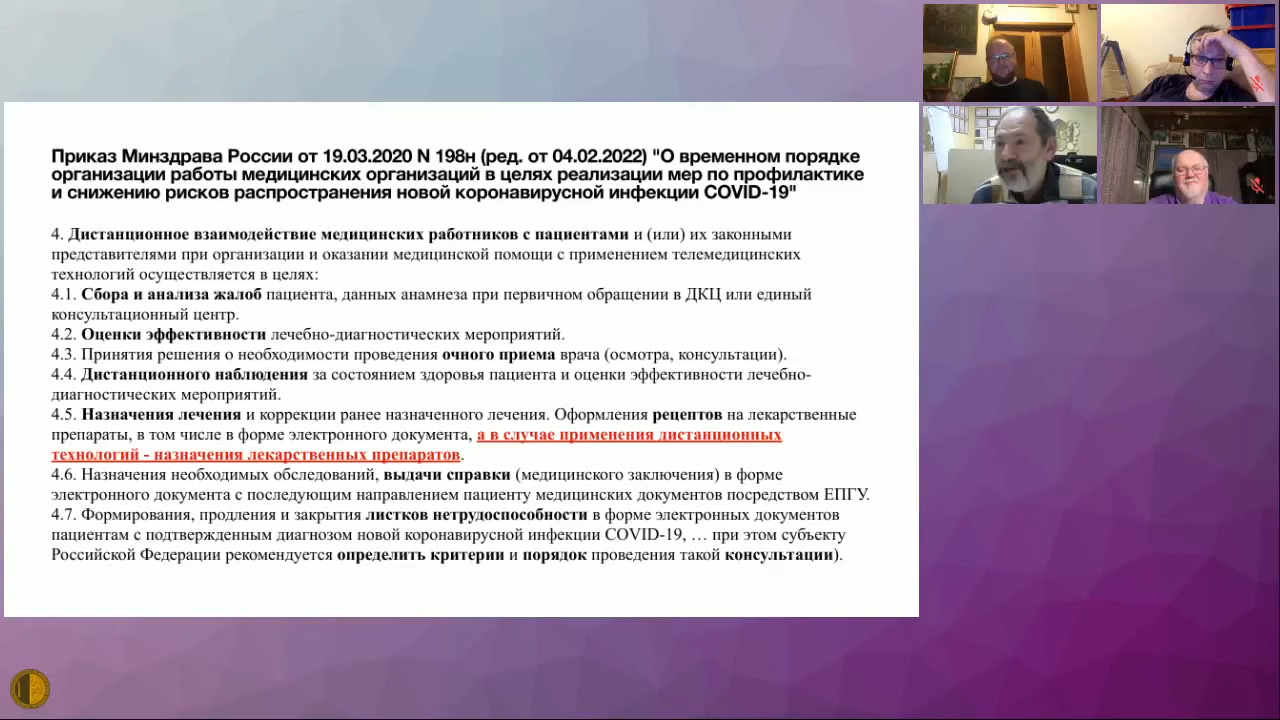 Приказ Минздрава России от 19.03.2020 N 198н (ред. от 04.02.2022) "О временном порядке
организации работы медицинских организаций в целях реализации мер по профилактике
и снижению рисков распространения новой коронавирусной инфекции COVID-19"
4. Дистанционное взаимодействие медицинских работников с пациентами и (или) их законными
представителями при организации и оказании медицинской помощи с применением телемедицинских
технологий осуществляется в целях:
4.1. Сбора и анализа жалоб пациента, данных анамнеза при первичном обращении в ДКЦ или единый
консультационный центр.
4.2. Оценки эффективности лечебно-диагностических мероприятий.
4.3. Принятия решения о необходимости проведения очного приема врача (осмотра, консультации).
4.4. Дистанционного наблюдения за состоянием здоровья пациента и оценки эффективности лечебно-
диагностических мероприятий.
4.5. Назначения лечения и коррекции ранее назначенного лечения. Оформления рецептов на лекарственные
препараты, в том числе в форме электронного документа, а в случае применения дистанционных
технологий - назначения лекарственных препаратов.
4.6. Назначения необходимых обследований, выдачи справки (медицинского заключения) в форме
электронного документа с последующим направлением пациенту медицинских документов посредством ЕПГУ.
4.7. Формирования, продления и закрытия листков нетрудоспособности в форме электронных документов
пациентам с подтвержденным диагнозом новой коронавирусной инфекции COVID-19, … при этом субъекту
Российской Федерации рекомендуется определить критерии и порядок проведения такой консультации).